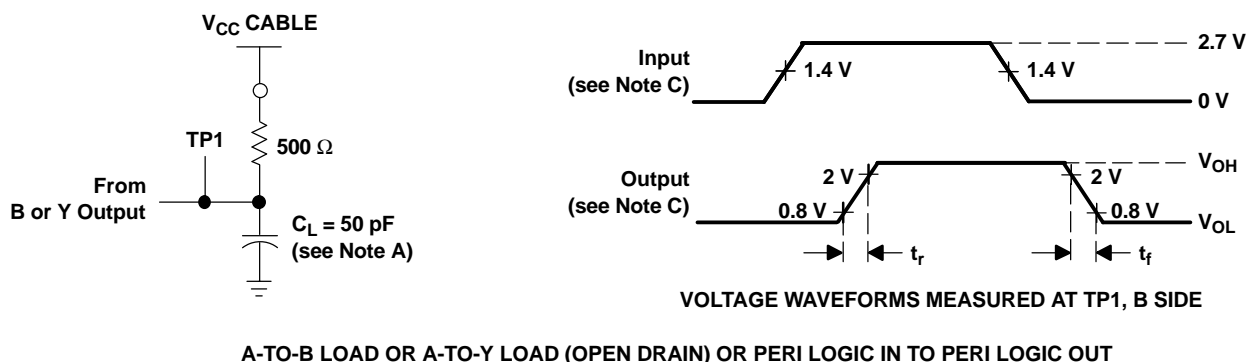 VCC CABLE
TP1
500 Ω
From
B or Y Output
CL = 50 pF
(see Note A)
Input
(see Note C)
1.4 V
1.4 V
2.7 V
0 V
Output
(see Note C)
2 V
0.8 V
2 V
0.8 V
VOH
VOL
tr
tf
VOLTAGE WAVEFORMS MEASURED AT TP1, B SIDE
A-TO-B LOAD OR A-TO-Y LOAD (OPEN DRAIN) OR PERI LOGIC IN TO PERI LOGIC OUT